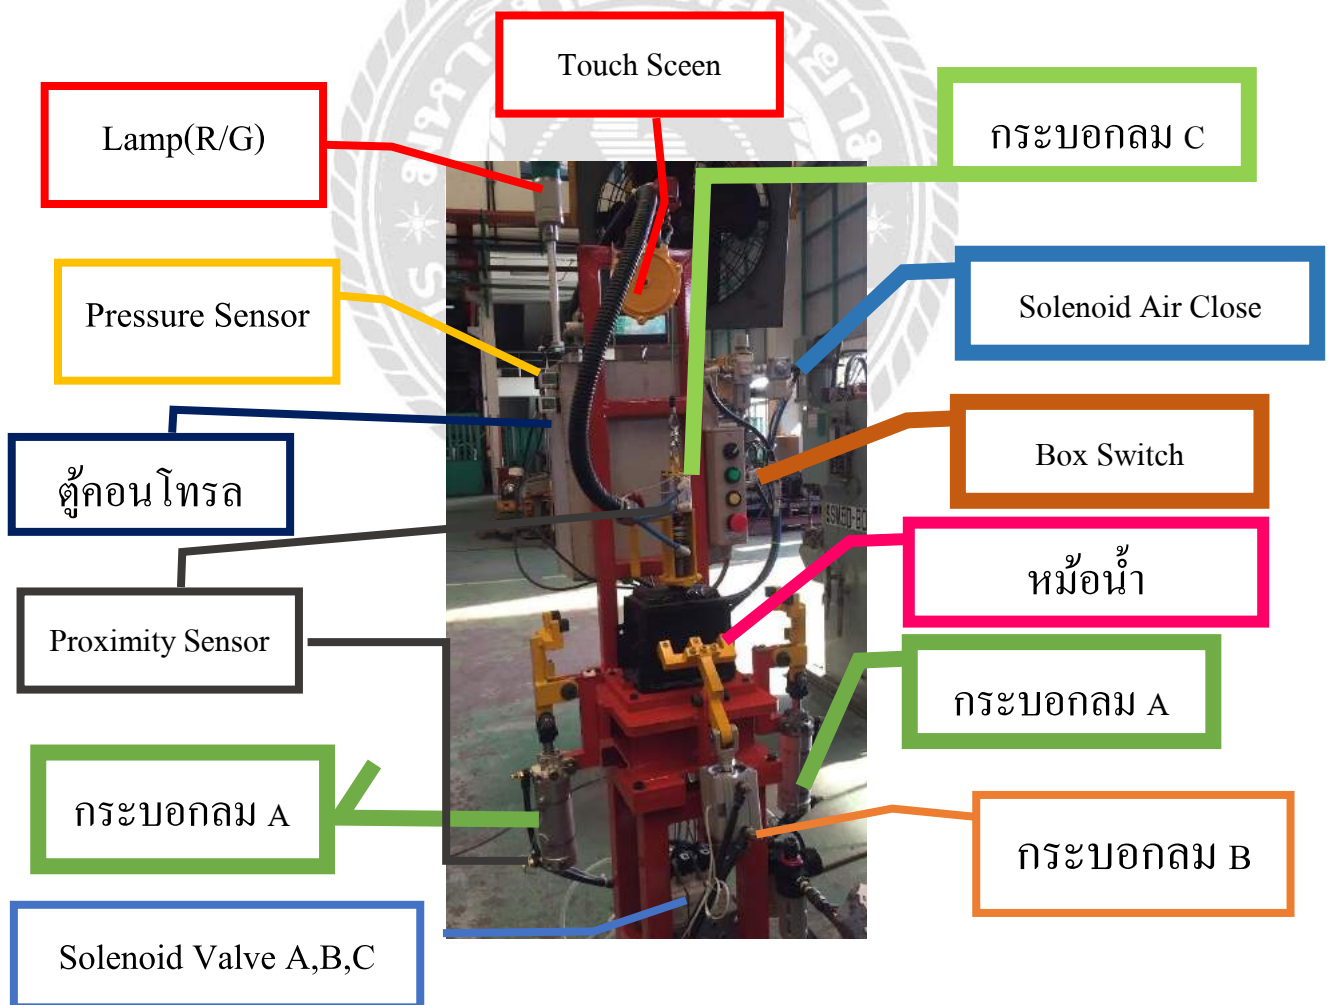 Touch Sceen
Lamp(R/G)
กระบอกลม C
Pressure Sensor
Solenoid Air Close
ตู้คอนโทรล
Box Switch
หม้อน้ำ
Proximity Sensor
กระบอกลม A
กระบอกลม A
กระบอกลม B
Solenoid Valve A,B,C